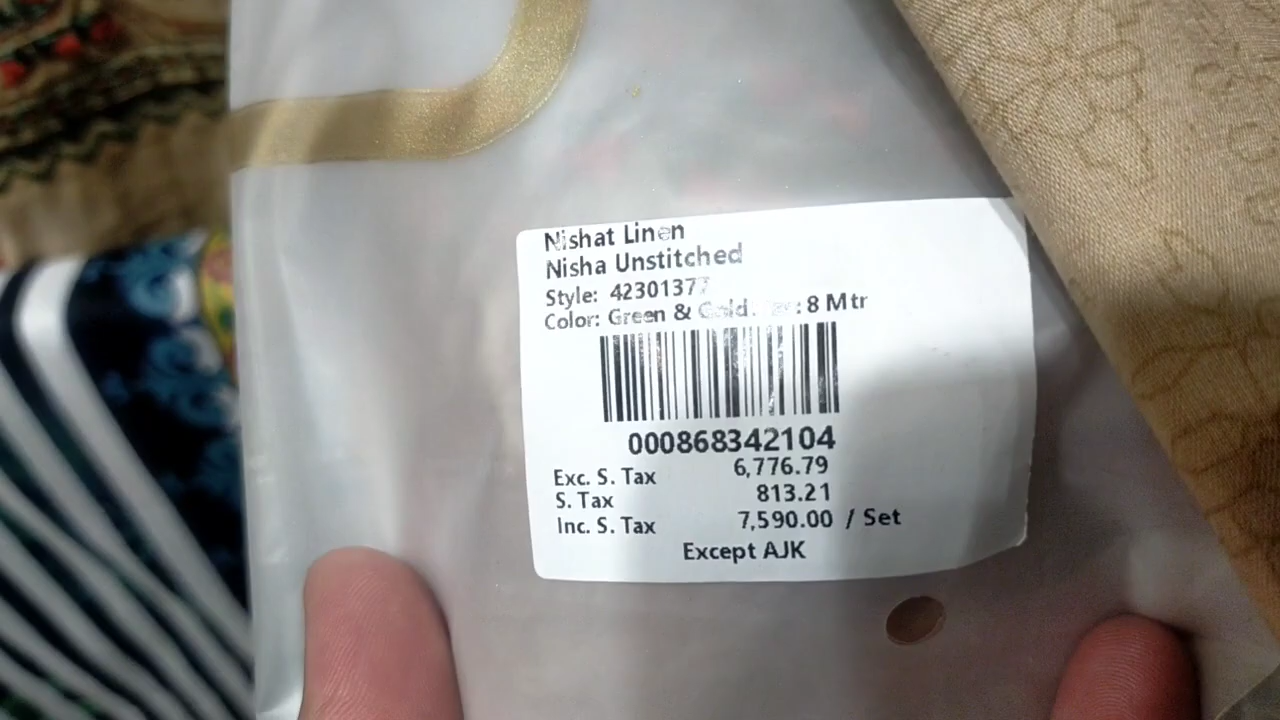 Nishat Linen
Nisha Unstitched
Style: 42301377
Color: Green & Gold. : 8 Mtr
000868342104
Exc. S. Tax 6,776.79
S. Tax 813.21
Inc. S. Tax 7,590.00 / Set
Except AJK